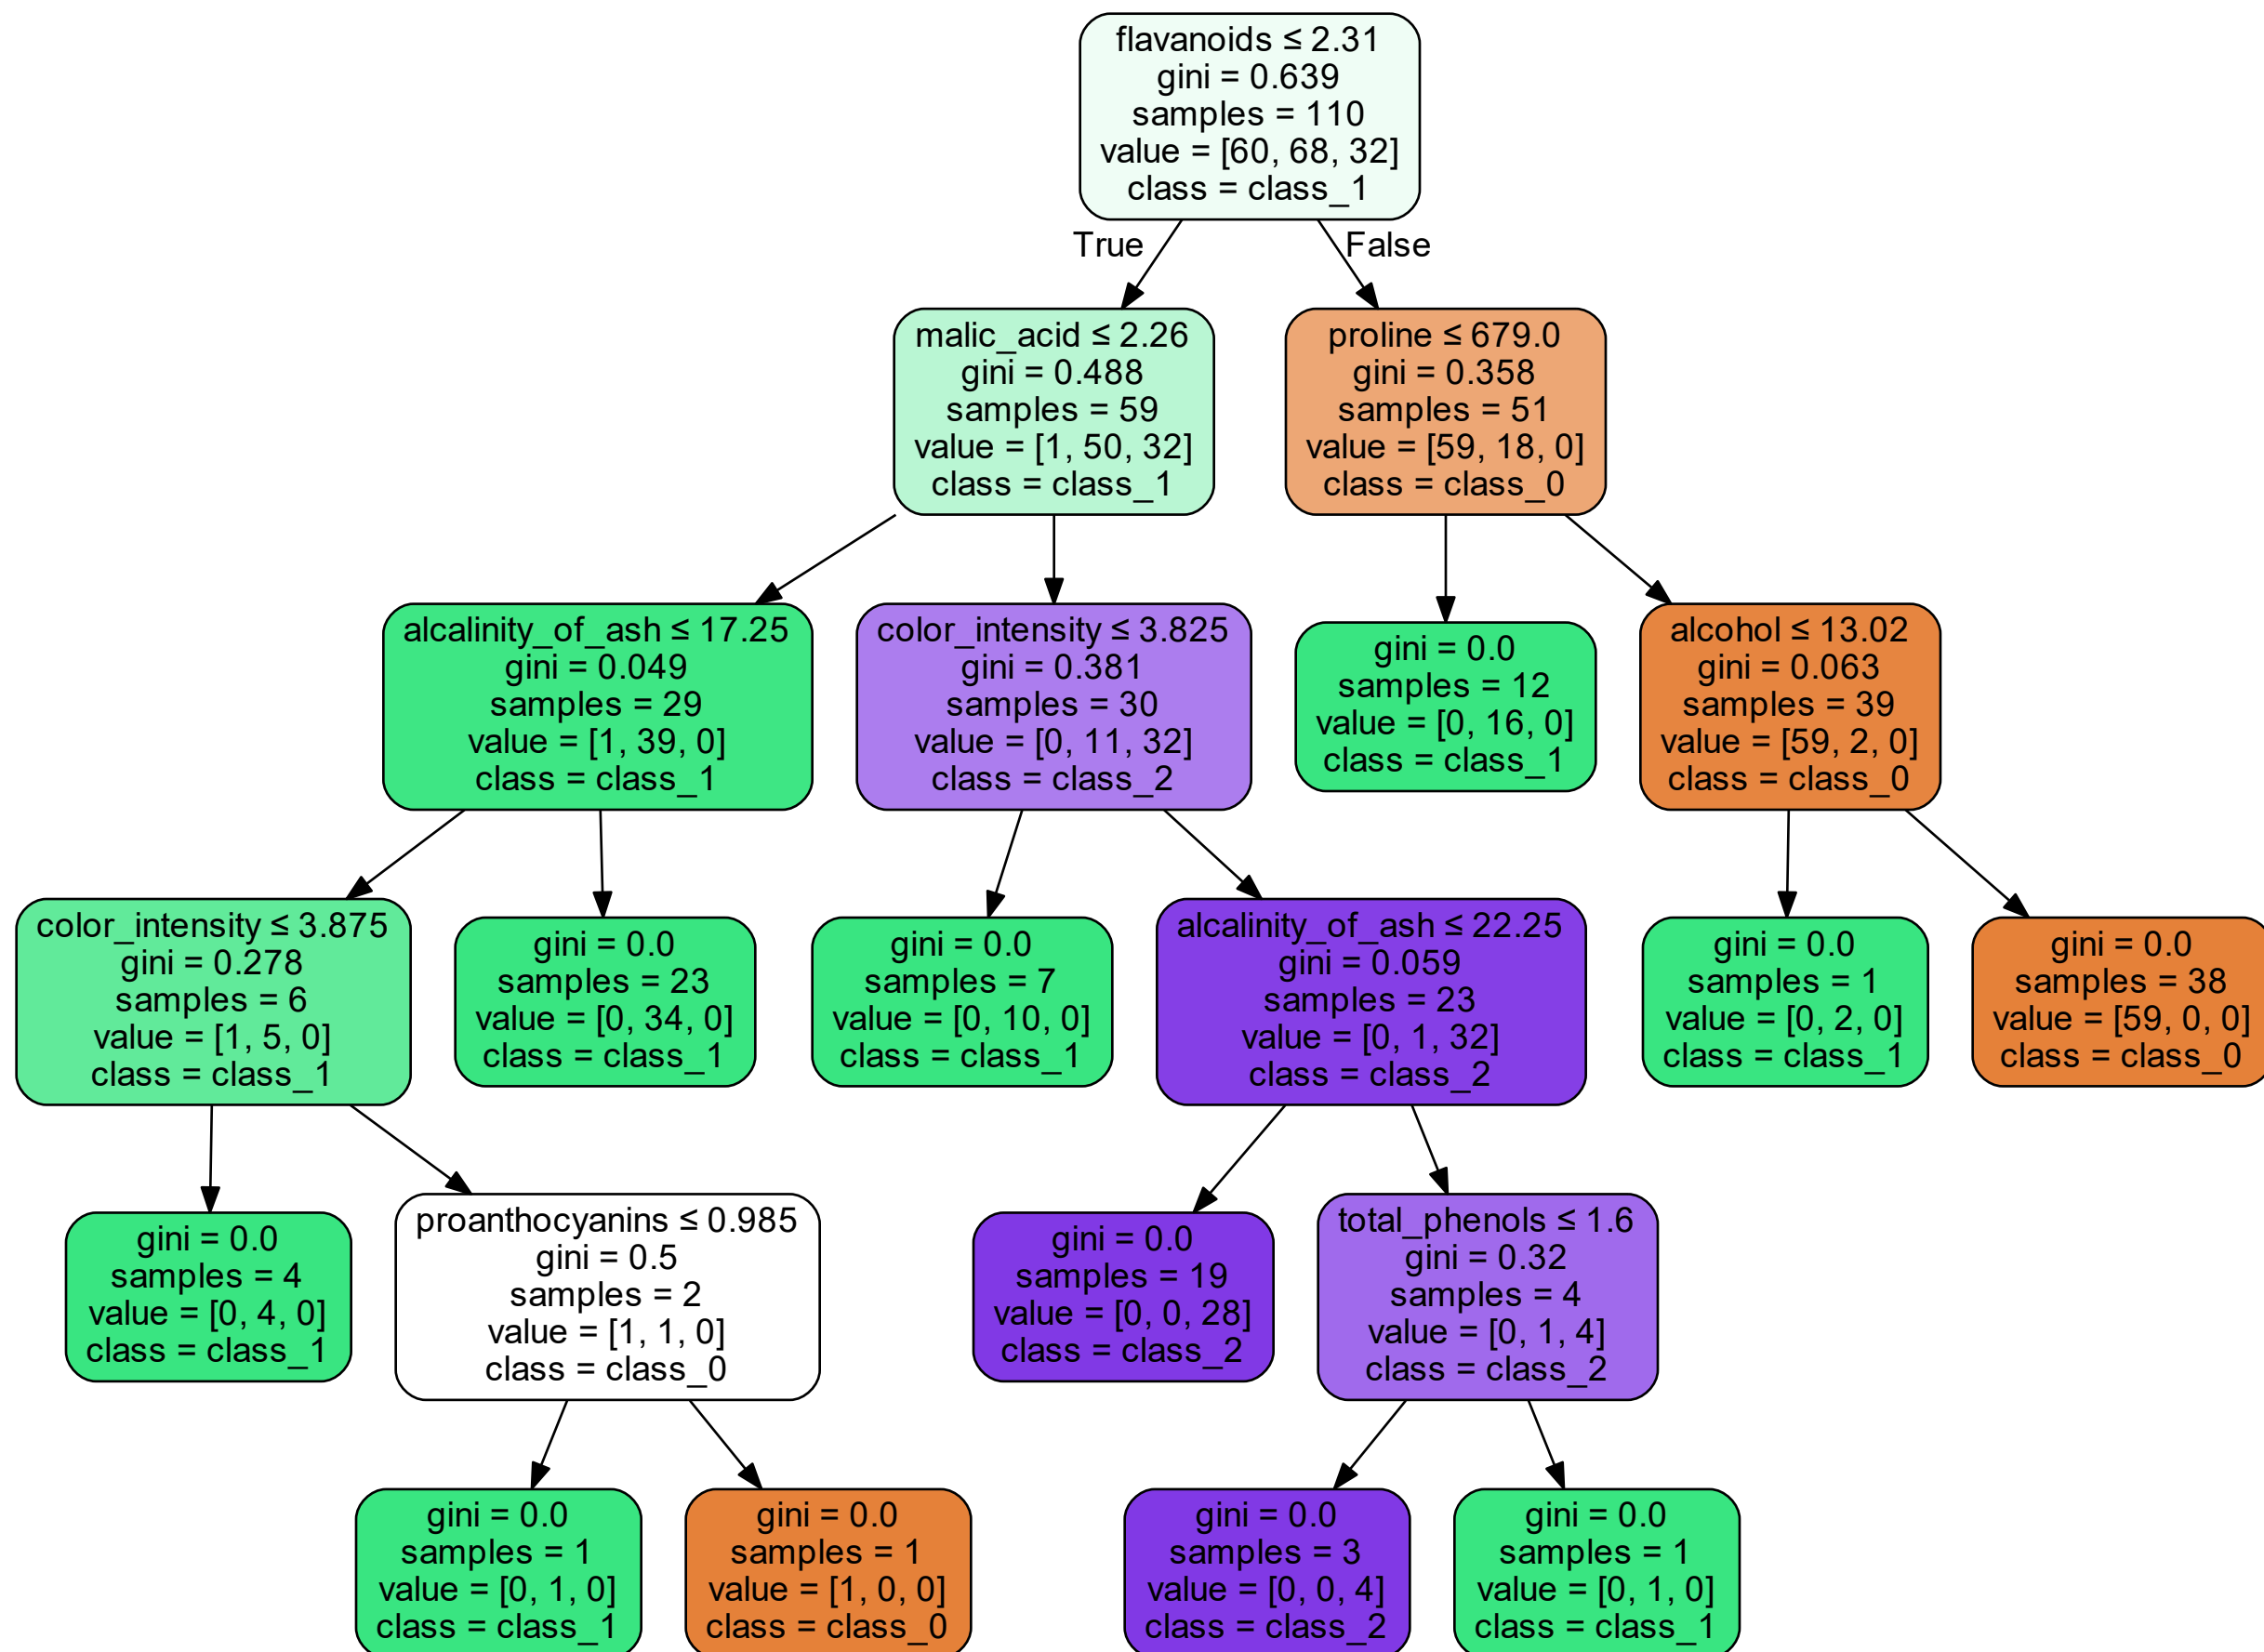 flavanoids ≤ 2.31
gini = 0.639
samples = 110
value = [60, 68, 32]
class = class_1
True
False
malic_acid ≤ 2.26
gini = 0.488
samples = 59
value = [1, 50, 32]
class = class_1
proline ≤ 679.0
gini = 0.358
samples = 51
value = [59, 18, 0]
class = class_0
alcalinity_of_ash ≤ 17.25
gini = 0.049
samples = 29
value = [1, 39, 0]
class = class_1
color_intensity ≤ 3.825
gini = 0.381
samples = 30
value = [0, 11, 32]
class = class_2
gini = 0.0
samples = 12
value = [0, 16, 0]
class = class_1
alcohol ≤ 13.02
gini = 0.063
samples = 39
value = [59, 2, 0]
class = class_0
color_intensity ≤ 3.875
gini = 0.278
samples = 6
value = [1, 5, 0]
class = class_1
gini = 0.0
samples = 23
value = [0, 34, 0]
class = class_1
gini = 0.0
samples = 7
value = [0, 10, 0]
class = class_1
alcalinity_of_ash ≤ 22.25
gini = 0.059
samples = 23
value = [0, 1, 32]
class = class_2
gini = 0.0
samples = 1
value = [0, 2, 0]
class = class_1
gini = 0.0
samples = 38
value = [59, 0, 0]
class = class_0
gini = 0.0
samples = 4
value = [0, 4, 0]
class = class_1
proanthocyanins ≤ 0.985
gini = 0.5
samples = 2
value = [1, 1, 0]
class = class_0
gini = 0.0
samples = 19
value = [0, 0, 28]
class = class_2
total_phenols ≤ 1.6
gini = 0.32
samples = 4
value = [0, 1, 4]
class = class_2
gini = 0.0
samples = 1
value = [0, 1, 0]
class = class_1
gini = 0.0
samples = 1
value = [1, 0, 0]
class = class_0
gini = 0.0
samples = 3
value = [0, 0, 4]
class = class_2
gini = 0.0
samples = 1
value = [0, 1, 0]
class = class_1